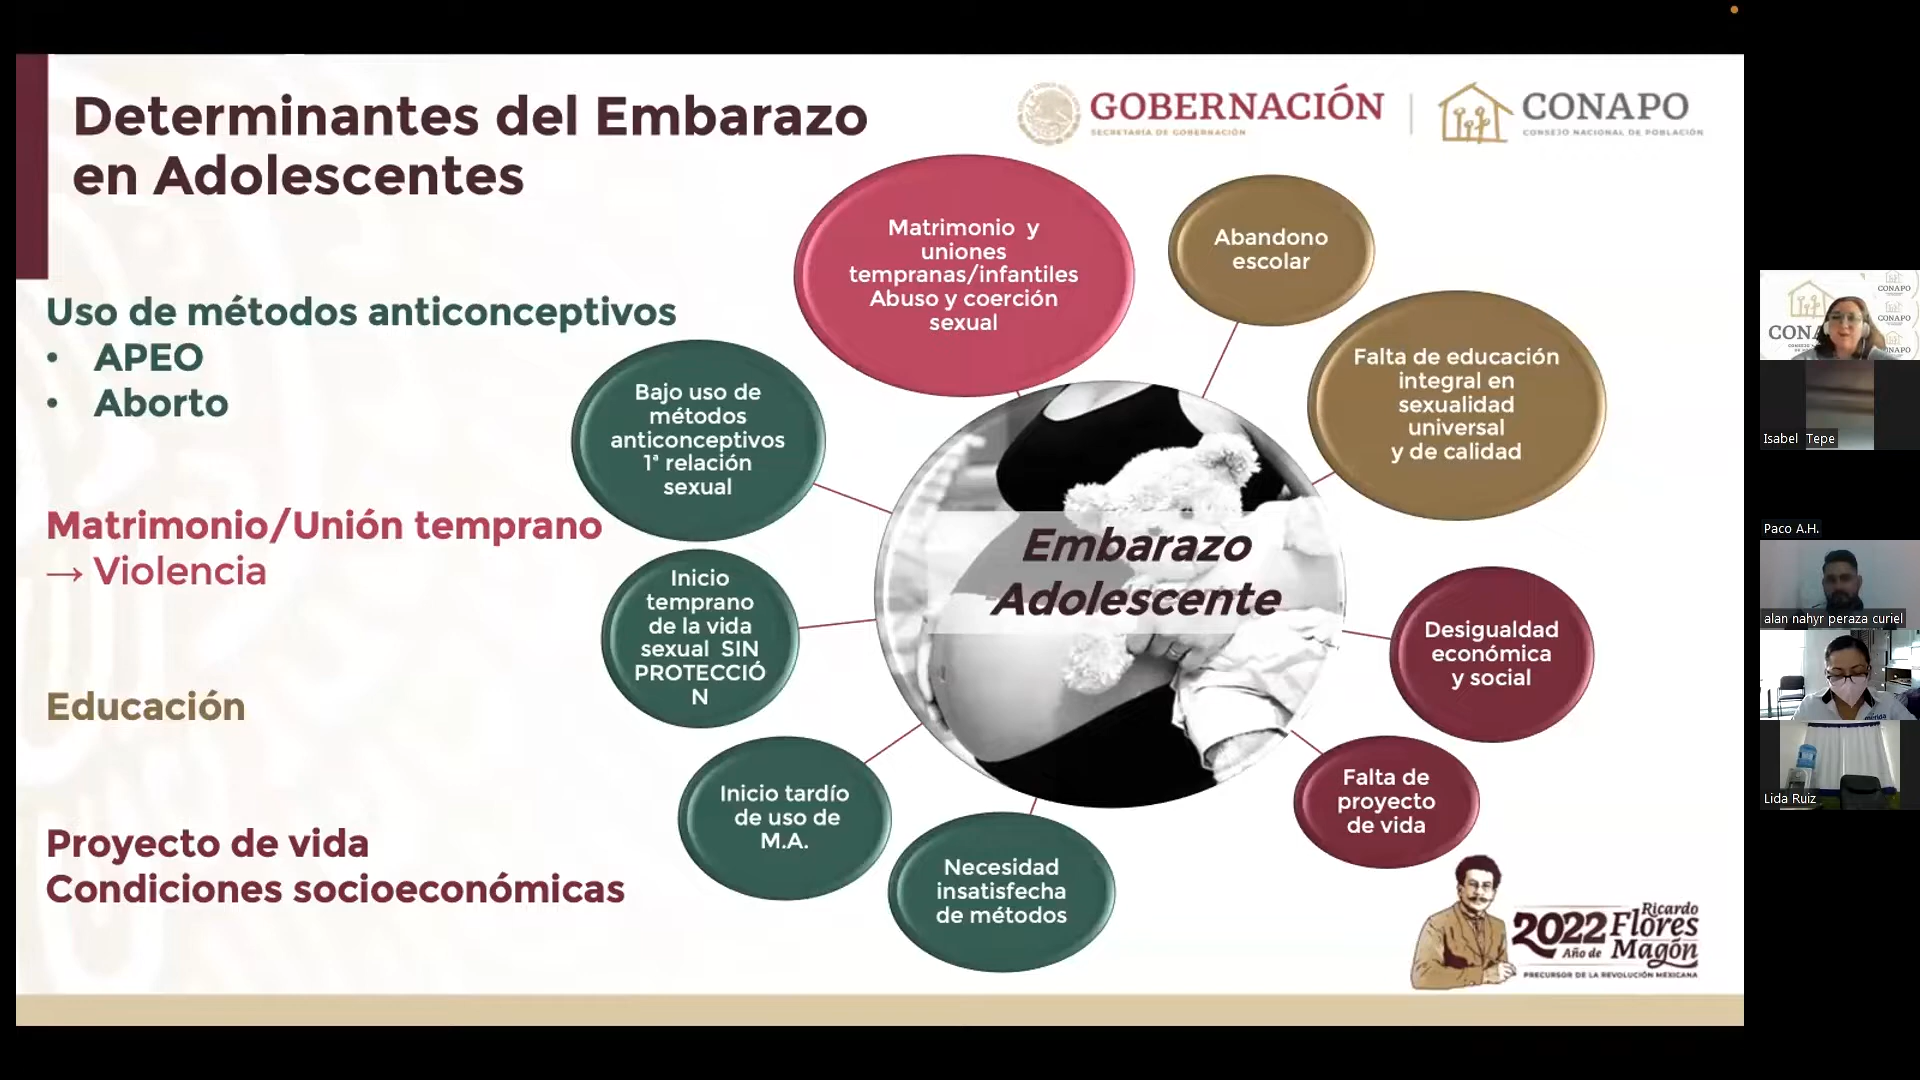 Determinantes del Embarazo
en Adolescentes
GOBERNACIÓN
SECRETARÍA DE GOBERNACIÓN
CONAPO
CONSEJO NACIONAL DE POBLACIÓN
Uso de métodos anticonceptivos
• APEO
• Aborto
Matrimonio/Unión temprano
→ Violencia
Educación
Proyecto de vida
Condiciones socioeconómicas
Matrimonio y
uniones
tempranas/infantiles
Abuso y coerción
sexual
Abandono
escolar
Falta de educación
integral en
sexualidad
universal
y de calidad
Bajo uso de
métodos
anticonceptivos
1ª relación
sexual
Embarazo
Adolescente
Inicio
temprano
de la vida
sexual SIN
PROTECCIÓ
N
Desigualdad
económica
y social
Inicio tardío
de uso de
M.A.
Necesidad
insatisfecha
de métodos
Falta de
proyecto
de vida
2022 Ricardo
Flores
Año de Magón
PRECURSOR DE LA REVOLUCIÓN MEXICANA
CONAPO
CONAPO
Isabel Tepe
Paco A.H.
alan nahyr peraza curiel
Lida Ruiz